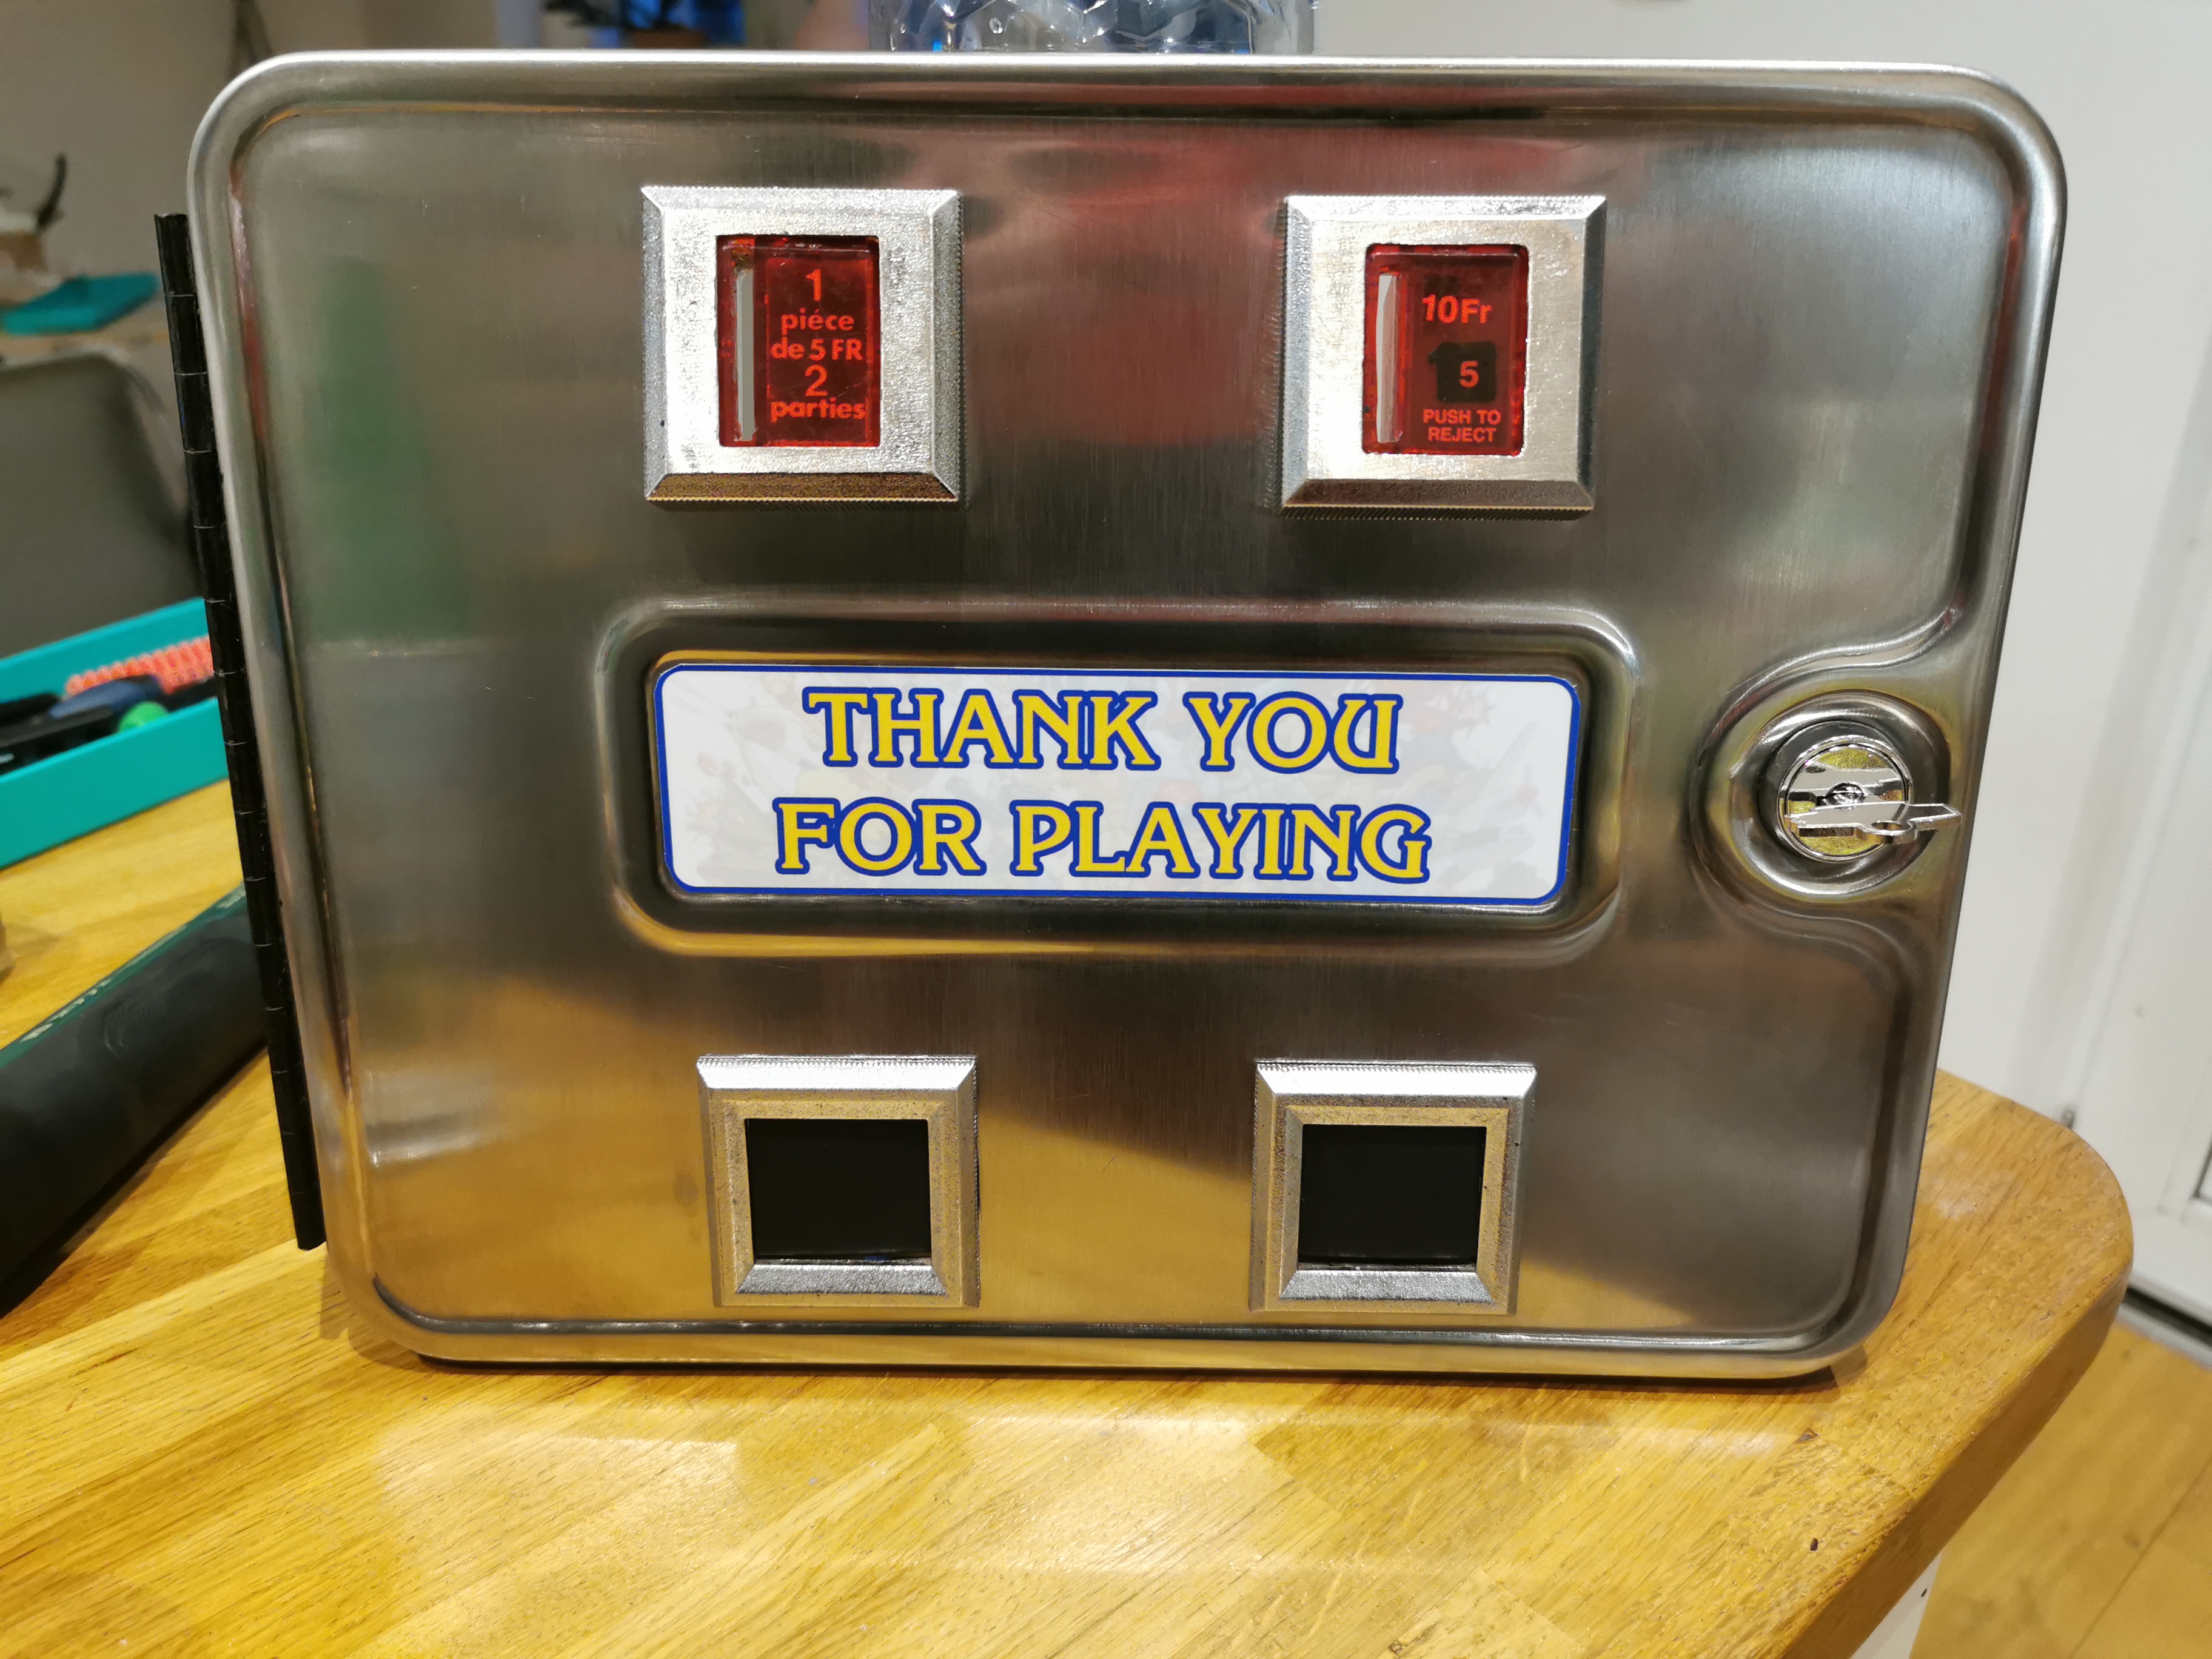 1
piéce
de 5 FR
2
parties
10Fr
5
PUSH TO
REJECT
THANK YOU
FOR PLAYING